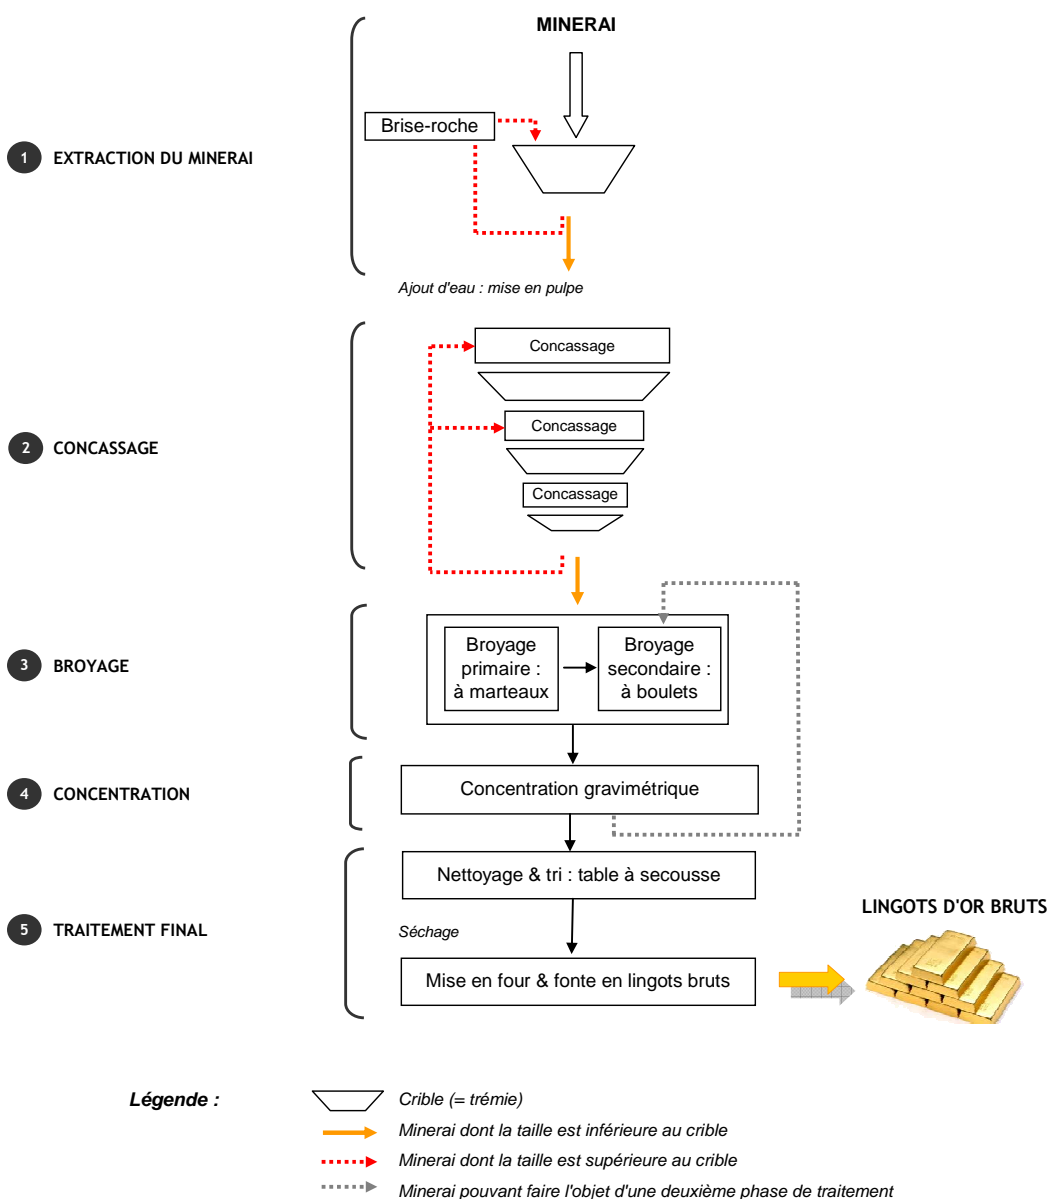 MINERAI
Brise-roche
1 EXTRACTION DU MINERAI
Ajout d'eau : mise en pulpe
Concassage
Concassage
2 CONCASSAGE
Concassage
Broyage
primaire :
à marteaux
Broyage
secondaire :
à boulets
3 BROYAGE
Concentration gravimétrique
4 CONCENTRATION
Nettoyage & tri : table à secousse
LINGOTS D'OR BRUTS
5 TRAITEMENT FINAL
Séchage
Mise en four & fonte en lingots bruts
Légende :
Crible (= trémie)
Minerai dont la taille est inférieure au crible
Minerai dont la taille est supérieure au crible
Minerai pouvant faire l'objet d'une deuxième phase de traitement